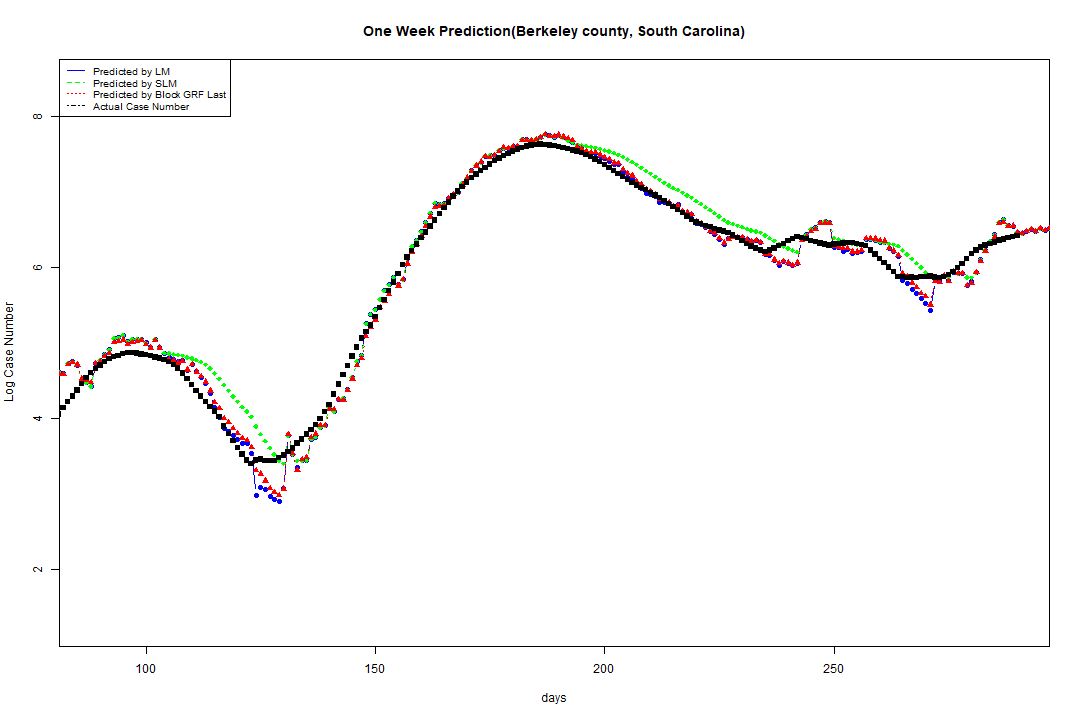 One Week Prediction(Berkeley county, South Carolina)
Predicted by LM
Predicted by SLM
Predicted by Block GRF Last
Actual Case Number
8
6
4
2
Log Case Number
100 150 200 250
days